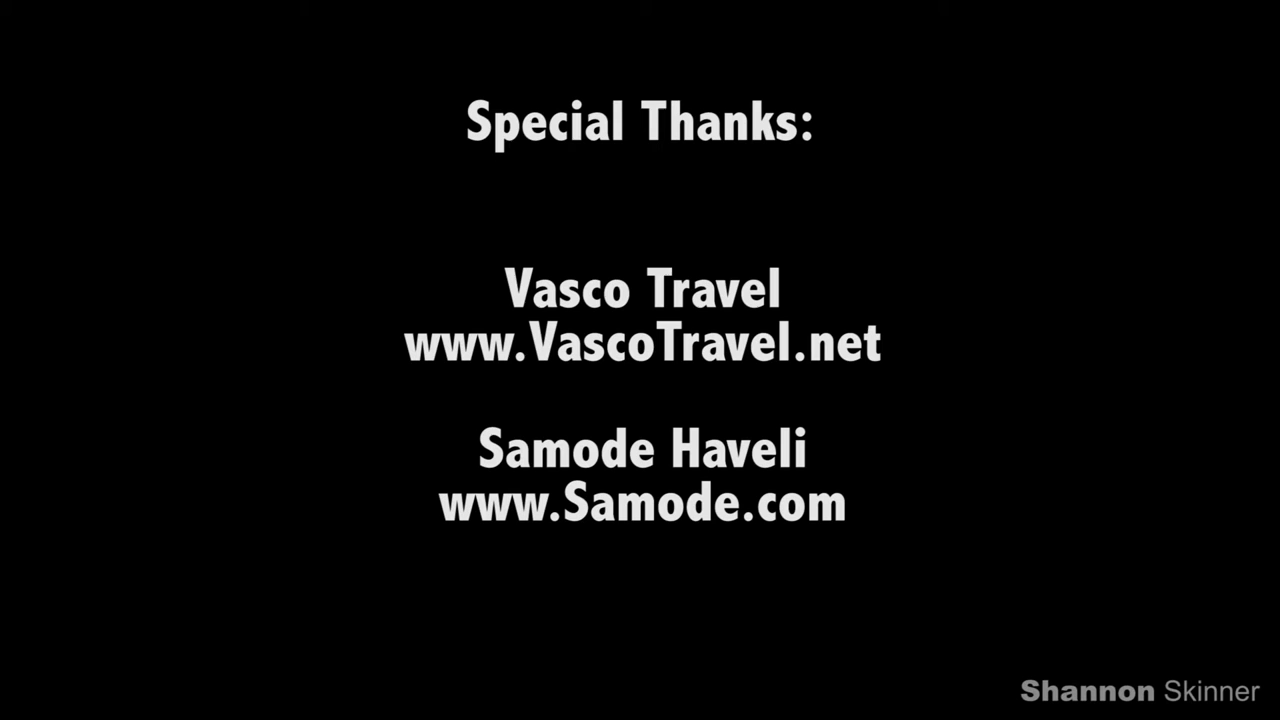 Special Thanks:
Vasco Travel
www.VascoTravel.net
Samode Haveli
www.Samode.com
Shannon Skinner